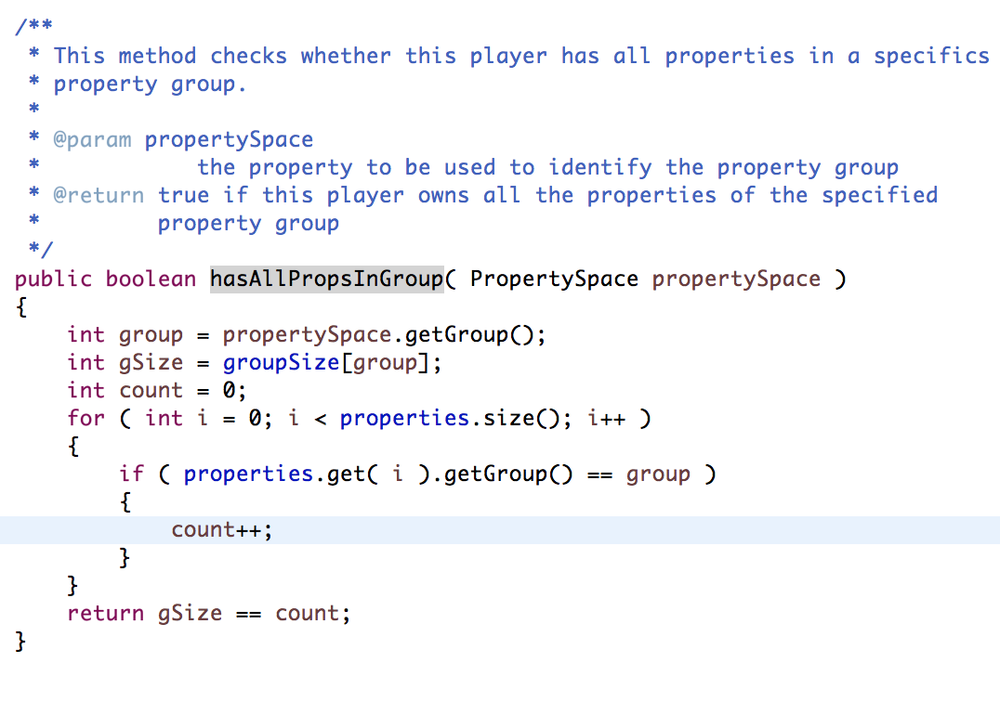 /**
 * This method checks whether this player has all properties in a specifics
 * property group.
 *
 * @param propertySpace
 *            the property to be used to identify the property group
 * @return true if this player owns all the properties of the specified
 *         property group
 */
public boolean hasAllPropsInGroup( PropertySpace propertySpace )
{
    int group = propertySpace.getGroup();
    int gSize = groupSize[group];
    int count = 0;
    for ( int i = 0; i < properties.size(); i++ )
    {
        if ( properties.get( i ).getGroup() == group )
        {
            count++;
        }
    }
    return gSize == count;
}